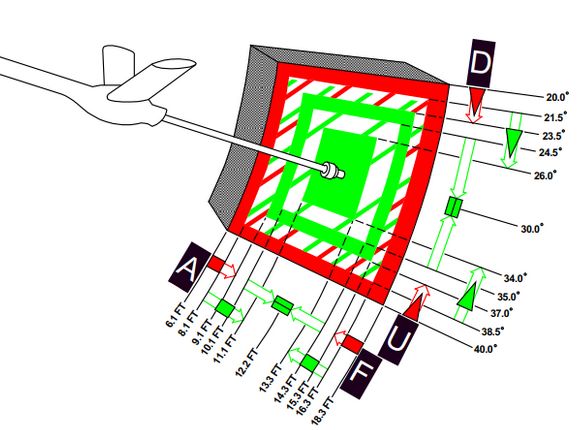 D
20.0°
21.5°
23.5°
24.5°
26.0°
30.0°
34.0°
35.0°
37.0°
38.5°
40.0°
A
U
F
6.1 FT
8.1 FT
9.1 FT
10.1 FT
11.1 FT
12.2 FT
13.3 FT
14.3 FT
15.3 FT
16.3 FT
18.3 FT